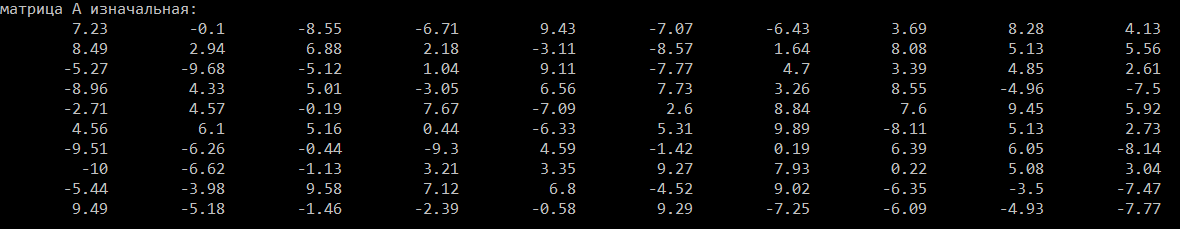 матрица A изначальная:
7.23 -0.1 -8.55 -6.71 9.43 -7.07 -6.43 3.69 8.28 4.13
8.49 2.94 6.88 2.18 -3.11 -8.57 1.64 8.08 5.13 5.56
-5.27 -9.68 -5.12 1.04 9.11 -7.77 4.7 3.39 4.85 2.61
-8.96 4.33 5.01 -3.05 6.56 7.73 3.26 8.55 -4.96 -7.5
-2.71 4.57 -0.19 7.67 -7.09 2.6 8.84 7.6 9.45 5.92
4.56 6.1 5.16 0.44 -6.33 5.31 9.89 -8.11 5.13 2.73
-9.51 -6.26 -0.44 -9.3 4.59 -1.42 0.19 6.39 6.05 -8.14
-10 -6.62 -1.13 3.21 3.35 9.27 7.93 0.22 5.08 3.04
-5.44 -3.98 9.58 7.12 6.8 -4.52 9.02 -6.35 -3.5 -7.47
9.49 -5.18 -1.46 -2.39 -0.58 9.29 -7.25 -6.09 -4.93 -7.77